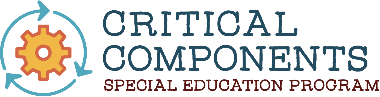 CRITICAL
COMPONENTS
SPECIAL EDUCATION PROGRAM